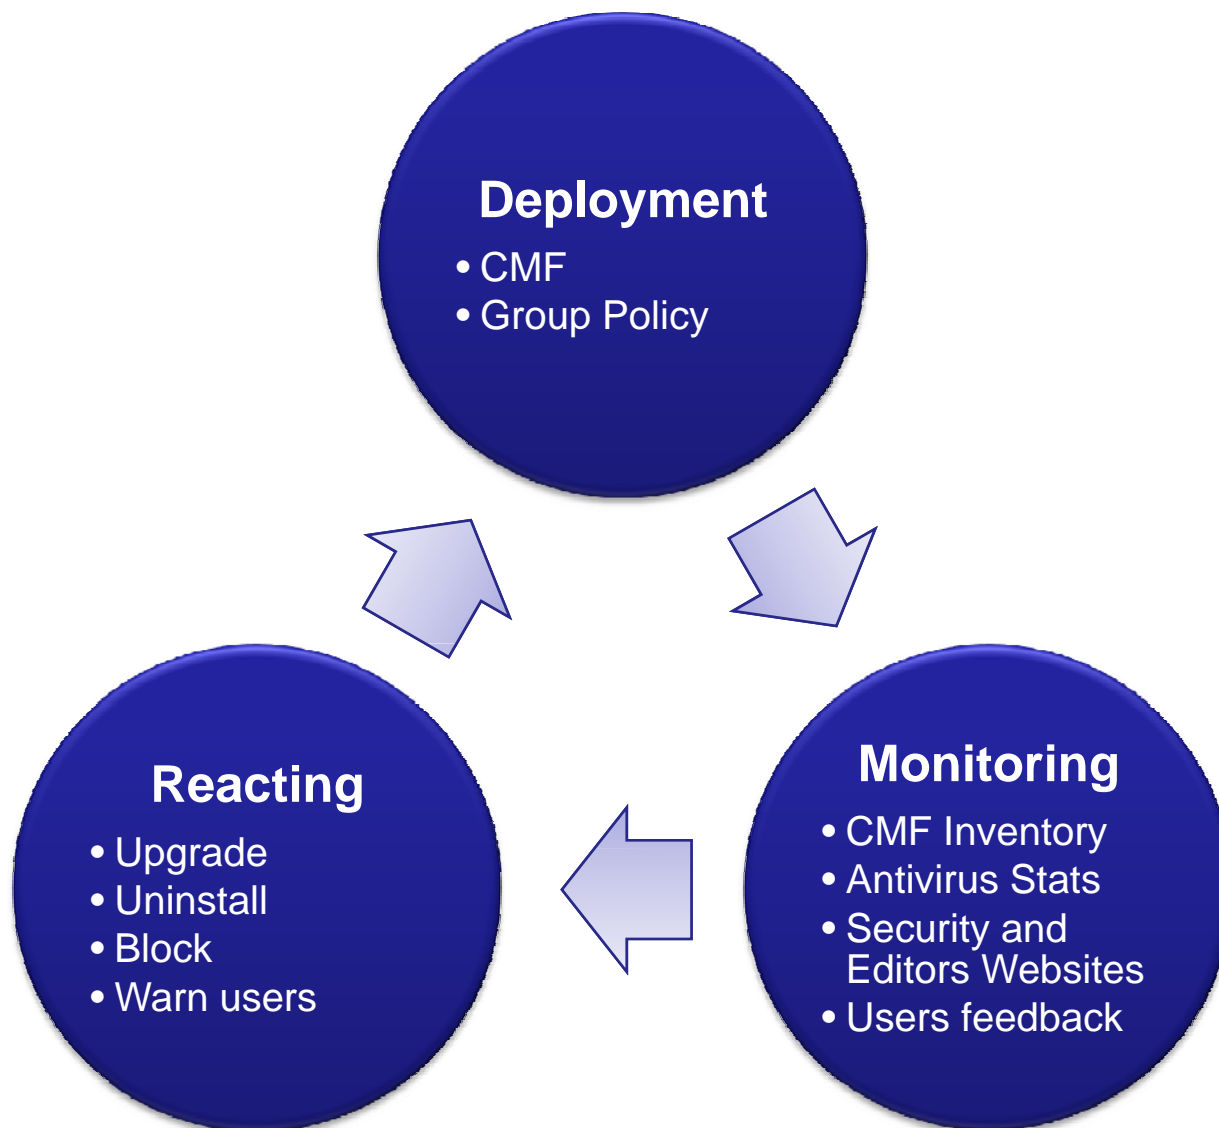 Deployment
• CMF
• Group Policy
Monitoring
• CMF Inventory
• Antivirus Stats
• Security and
Editors Websites
• Users feedback
Reacting
• Upgrade
• Uninstall
• Block
• Warn users